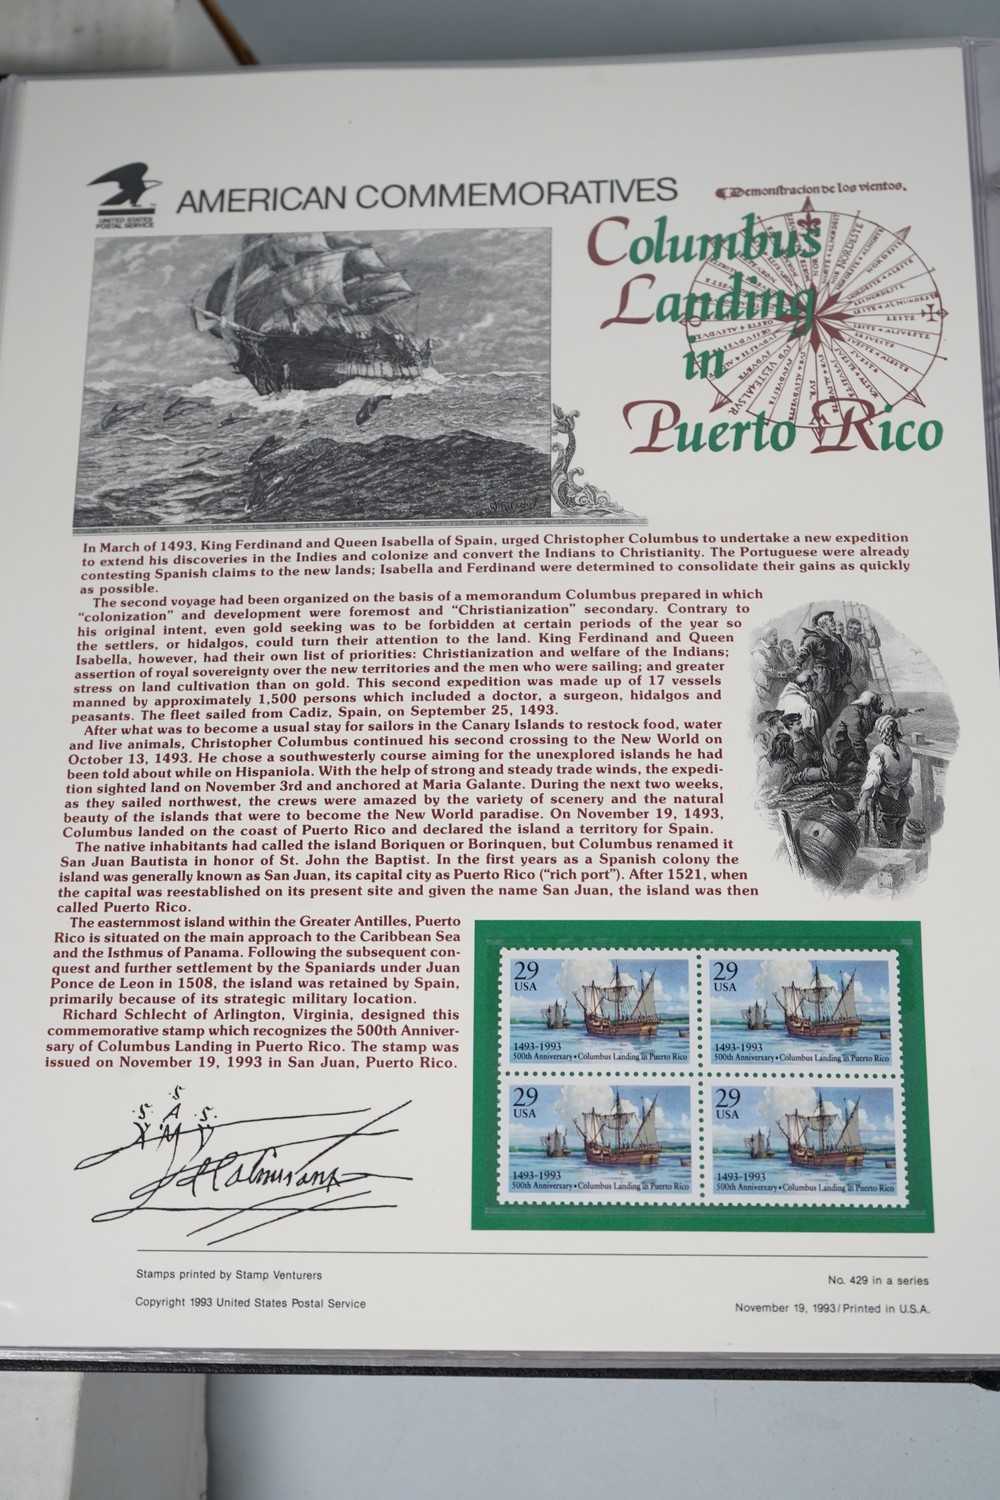 UNITED STATES
POSTAL SERVICE
AMERICAN COMMEMORATIVES
Demonstracion de los vientos.
Columbus
Landing
in
Puerto Rico
In March of 1493, King Ferdinand and Queen Isabella of Spain, urged Christopher Columbus to undertake a new expedition
to extend his discoveries in the Indies and colonize and convert the Indians to Christianity. The Portuguese were already
contesting Spanish claims to the new lands; Isabella and Ferdinand were determined to consolidate their gains as quickly
as possible.
The second voyage had been organized on the basis of a memorandum Columbus prepared in which
“colonization” and development were foremost and “Christianization” secondary. Contrary to
his original intent, even gold seeking was to be forbidden at certain periods of the year so
the settlers, or hidalgos, could turn their attention to the land. King Ferdinand and Queen
Isabella, however, had their own list of priorities: Christianization and welfare of the Indians;
assertion of royal sovereignty over the new territories and the men who were sailing; and greater
stress on land cultivation than on gold. This second expedition was made up of 17 vessels
manned by approximately 1,500 persons which included a doctor, a surgeon, hidalgos and
peasants. The fleet sailed from Cadiz, Spain, on September 25, 1493.
After what was to become a usual stay for sailors in the Canary Islands to restock food, water
and live animals, Christopher Columbus continued his second crossing to the New World on
October 13, 1493. He chose a southwesterly course aiming for the unexplored islands he had
been told about while on Hispaniola. With the help of strong and steady trade winds, the expedi-
tion sighted land on November 3rd and anchored at Maria Galante. During the next two weeks,
as they sailed northwest, the crews were amazed by the variety of scenery and the natural
beauty of the islands that were to become the New World paradise. On November 19, 1493,
Columbus landed on the coast of Puerto Rico and declared the island a territory for Spain.
The native inhabitants had called the island Boriquen or Borinquen, but Columbus renamed it
San Juan Bautista in honor of St. John the Baptist. In the first years as a Spanish colony the
island was generally known as San Juan, its capital city as Puerto Rico (“rich port”). After 1521, when
the capital was reestablished on its present site and given the name San Juan, the island was then
called Puerto Rico.
The easternmost island within the Greater Antilles, Puerto
Rico is situated on the main approach to the Caribbean Sea
and the Isthmus of Panama. Following the subsequent con-
quest and further settlement by the Spaniards under Juan
Ponce de Leon in 1508, the island was retained by Spain,
primarily because of its strategic military location.
Richard Schlecht of Arlington, Virginia, designed this
commemorative stamp which recognizes the 500th Anniver-
sary of Columbus Landing in Puerto Rico. The stamp was
issued on November 19, 1993 in San Juan, Puerto Rico.
29
USA
1493-1993
500th Anniversary • Columbus Landing in Puerto Rico
29
USA
1493-1993
500th Anniversary • Columbus Landing in Puerto Rico
29
USA
1493-1993
500th Anniversary • Columbus Landing in Puerto Rico
29
USA
1493-1993
500th Anniversary • Columbus Landing in Puerto Rico
.S.
.S. A .S.
X M Y
Stamps printed by Stamp Venturers
No. 429 in a series
Copyright 1993 United States Postal Service
November 19, 1993/Printed in U.S.A.